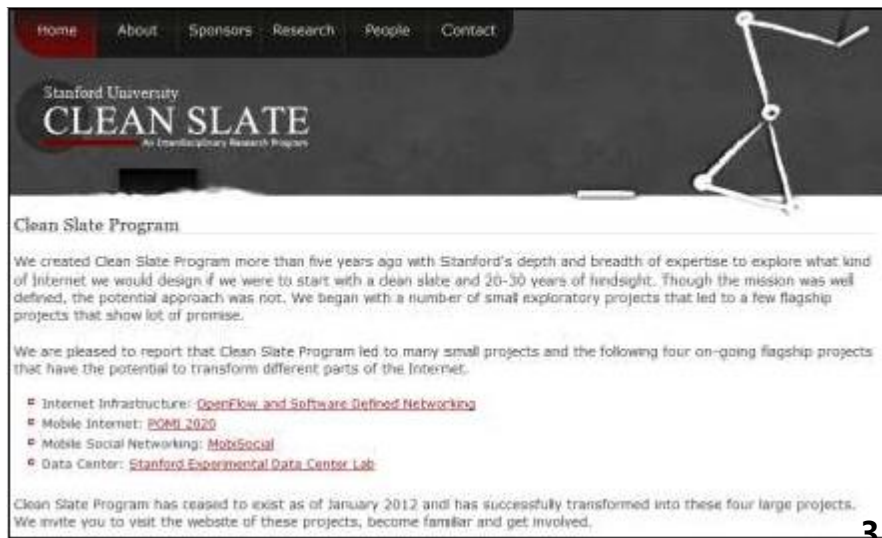 Home About Sponsors Research People Contact
Stanford University
CLEAN SLATE
An Interdisciplinary Research Program
Clean Slate Program
We created Clean Slate Program more than five years ago with Stanford's depth and breadth of expertise to explore what kind
of Internet we would design if we were to start with a clean slate and 20-30 years of hindsight. Though the mission was well
defined, the potential approach was not. We began with a number of small exploratory projects that led to a few flagship
projects that show lot of promise.
We are pleased to report that Clean Slate Program led to many small projects and the following four on-going flagship projects
that have the potential to transform different parts of the Internet.
Internet Infrastructure: OpenFlow and Software Defined Networking
Mobile Internet: POMI 2020
Mobile Social Networking: MobiSocial
Data Center: Stanford Experimental Data Center Lab
Clean Slate Program has ceased to exist as of January 2012 and has successfully transformed into these four large projects.
We invite you to visit the website of these projects, become familiar and get involved.
3